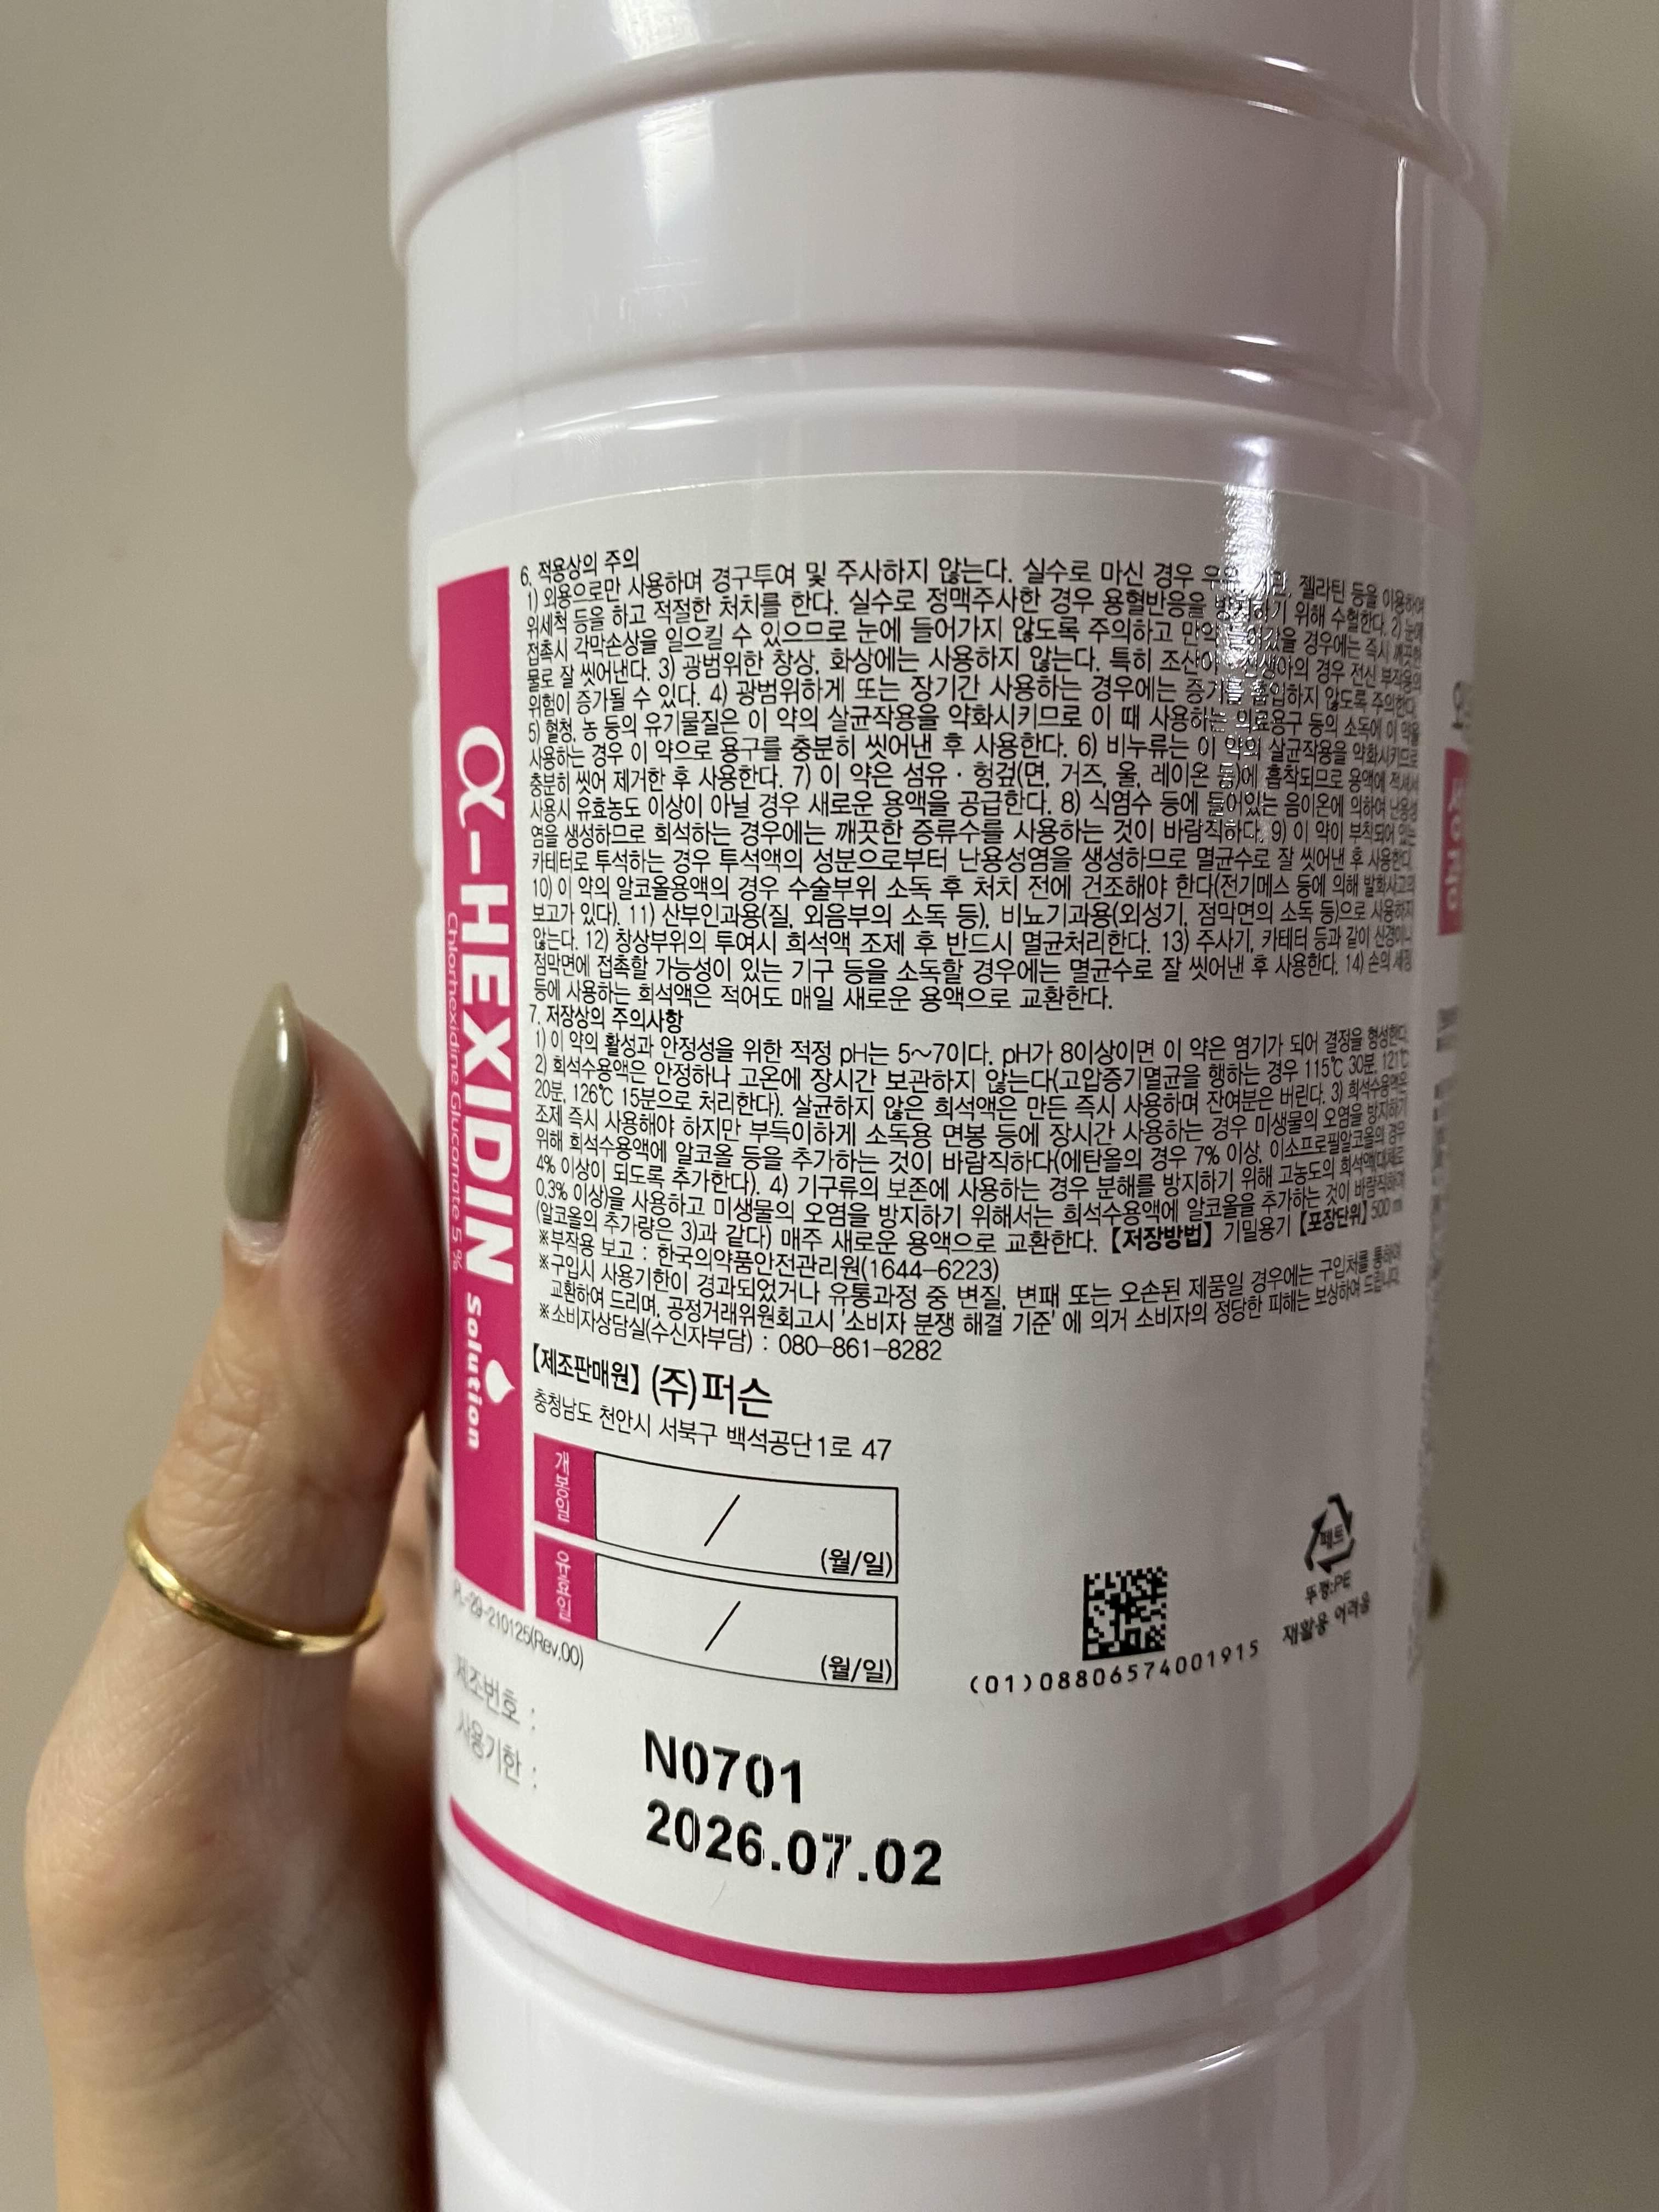 6. 적용상의 주의
1) 외용으로만 사용하며 경구투여 및 주사하지 않는다. 실수로 마신 경우 젤라틴 등을 이용하여
위세척 등을 하고 적절한 처치를 한다. 실수로 정맥주사한 경우 용혈반응을 방지하기 위해 수혈한다. 2) 눈에
접촉시 각막손상을 일으킬 수 있으므로 눈에 들어가지 않도록 주의하고 경우에는 즉시 깨끗한
물로 잘 씻어낸다. 3) 광범위한 창상, 화상에는 사용하지 않는다. 특히 경우 전신 부작용의
위험이 증가될 수 있다. 4) 광범위하게 또는 장기간 사용하는 경우에는 증기를 흡입하지 않도록 주의한다.
5) 혈청, 농 등의 유기물질은 이 약의 살균작용을 약화시키므로 이 때 사용하는 의료용구 등의 소독에 이 약을
사용하는 경우 이 약으로 용구를 충분히 씻어낸 후 사용한다. 6) 비누류는 이 약의 살균작용을 약화시키므로
충분히 씻어 제거한 후 사용한다. 7) 이 약은 섬유 · 헝겊(면, 거즈, 울, 레이온 등)에 흡착되므로 용액에 적셔서
사용시 유효농도 이상이 아닐 경우 새로운 용액을 공급한다. 8) 식염수 등에 들어있는 음이온에 의하여 난용성
염을 생성하므로 희석하는 경우에는 깨끗한 증류수를 사용하는 것이 바람직하다. 9) 이 약이 부착되어 있는
카테터로 투석하는 경우 투석액의 성분으로부터 난용성염을 생성하므로 멸균수로 잘 씻어낸 후 사용한다.
10) 이 약의 알코올용액의 경우 수술부위 소독 후 처치 전에 건조해야 한다(전기메스 등에 의해 발화사고의
보고가 있다). 11) 산부인과용(질, 외음부의 소독 등), 비뇨기과용(외성기, 점막면의 소독 등)으로 사용하지
않는다. 12) 창상부위의 투여시 희석액 조제 후 반드시 멸균처리한다. 13) 주사기, 카테터 등과 같이 신경이나
점막면에 접촉할 가능성이 있는 기구 등을 소독할 경우에는 멸균수로 잘 씻어낸 후 사용한다. 14) 손의 세정
등에 사용하는 희석액은 적어도 매일 새로운 용액으로 교환한다.
7. 저장상의 주의사항
1) 이 약의 활성과 안정성을 위한 적정 pH는 5~7이다. pH가 8이상이면 이 약은 염기가 되어 결정을 형성한다.
2) 희석수용액은 안정하나 고온에 장시간 보관하지 않는다(고압증기멸균을 행하는 경우 115℃ 30분, 121℃
20분, 126℃ 15분으로 처리한다). 살균하지 않은 희석액은 만든 즉시 사용하며 잔여분은 버린다. 3) 희석수용액은
조제 즉시 사용해야 하지만 부득이하게 소독용 면봉 등에 장시간 사용하는 경우 미생물의 오염을 방지하기
위해 희석수용액에 알코올 등을 추가하는 것이 바람직하다(에탄올의 경우 7% 이상, 이소프로필알코올의 경우
4% 이상이 되도록 추가한다). 4) 기구류의 보존에 사용하는 경우 분해를 방지하기 위해 고농도의 희석액(대체로
0.3% 이상)을 사용하고 미생물의 오염을 방지하기 위해서는 희석수용액에 알코올을 추가하는 것이 바람직하며
(알코올의 추가량은 3)과 같다) 매주 새로운 용액으로 교환한다. 【저장방법】 기밀용기 【포장단위】 500 ml
※부작용 보고 : 한국의약품안전관리원(1644-6223)
※구입시 사용기한이 경과되었거나 유통과정 중 변질, 변패 또는 오손된 제품일 경우에는 구입처를 통하여
교환하여 드리며, 공정거래위원회고시 '소비자 분쟁 해결 기준' 에 의거 소비자의 정당한 피해는 보상하여 드립니다.
※소비자상담실(수신자부담) : 080-861-8282
【제조판매원】 (주)퍼슨
충청남도 천안시 서북구 백석공단1로 47
개봉일 / (월/일)
유효일 / (월/일)
α-HEXIDIN Solution
Chlorhexidine Gluconate 5 %
PL-29-210125(Rev.00)
(01)08806574001915
페트
뚜껑:PE
재활용 어려움
제조번호 : N0701
사용기한 : 2026.07.02